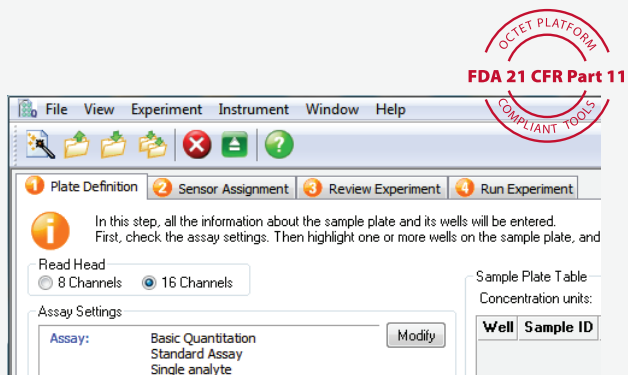 OCTET PLATFORM
FDA 21 CFR Part 11
COMPLIANT TOOLS
File View Experiment Instrument Window Help
?
1 Plate Definition 2 Sensor Assignment 3 Review Experiment 4 Run Experiment
i
In this step, all the information about the sample plate and its wells will be entered.
First, check the assay settings. Then highlight one or more wells on the sample plate, and
Read Head
8 Channels 16 Channels
Sample Plate Table
Concentration units:
Assay Settings
Well Sample ID
Assay: Basic Quantitation Modify
Standard Assay
Single analyte